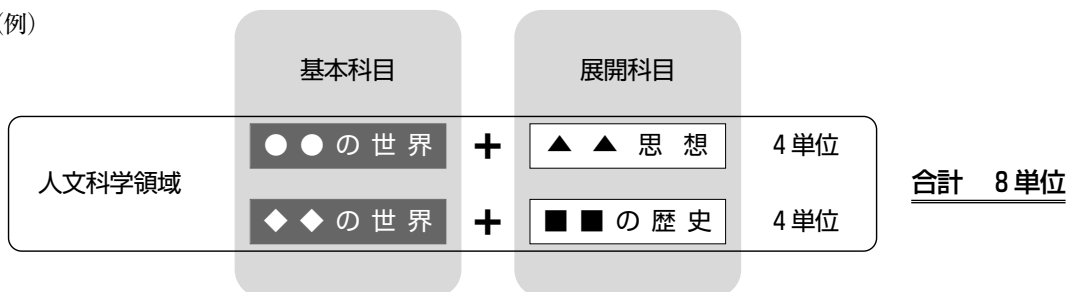 (例)
基本科目 展開科目
●●の世界 + ▲▲思想 4単位
人文科学領域 合計 8単位
◆◆の世界 + ■■の歴史 4単位